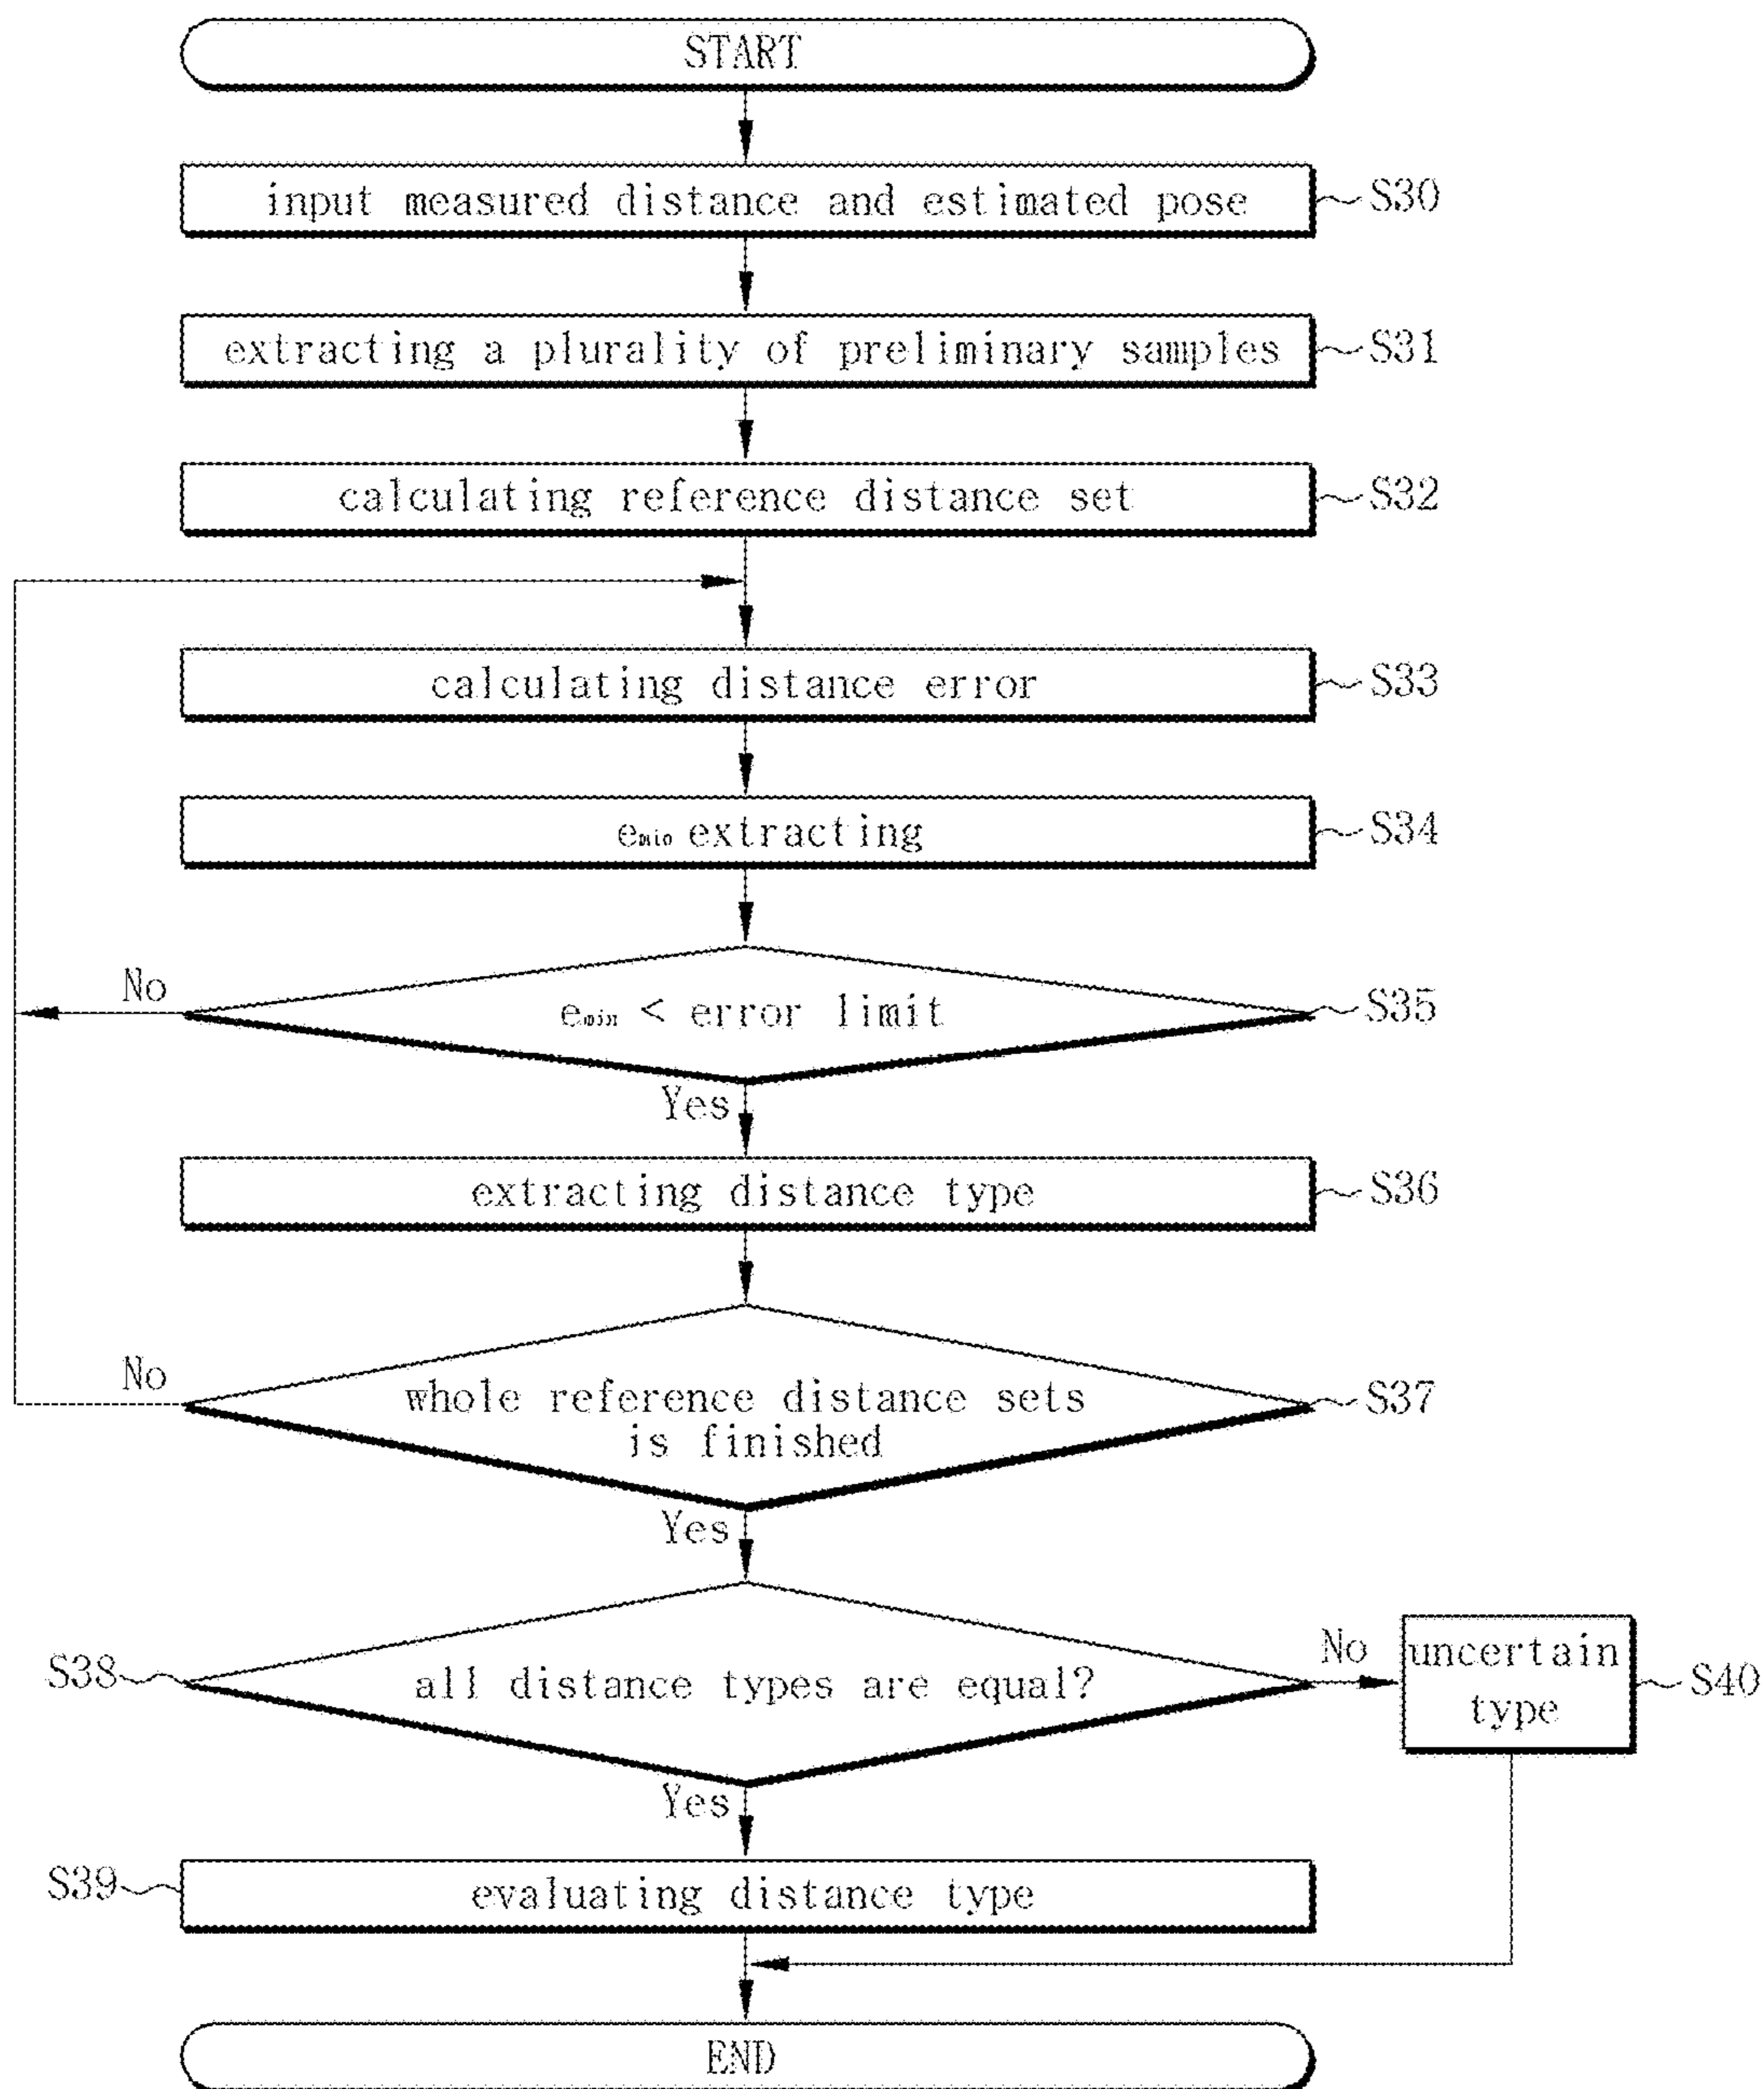 START
input measured distance and estimated pose
S30
extracting a plurality of preliminary samples
S31
calculating reference distance set
S32
calculating distance error
S33
emin extracting
S34
No
emin < error limit
S35
Yes
extracting distance type
S36
No
whole reference distance sets
is finished
S37
Yes
S38
all distance types are equal?
No
uncertain
type
S40
Yes
S39
evaluating distance type
END